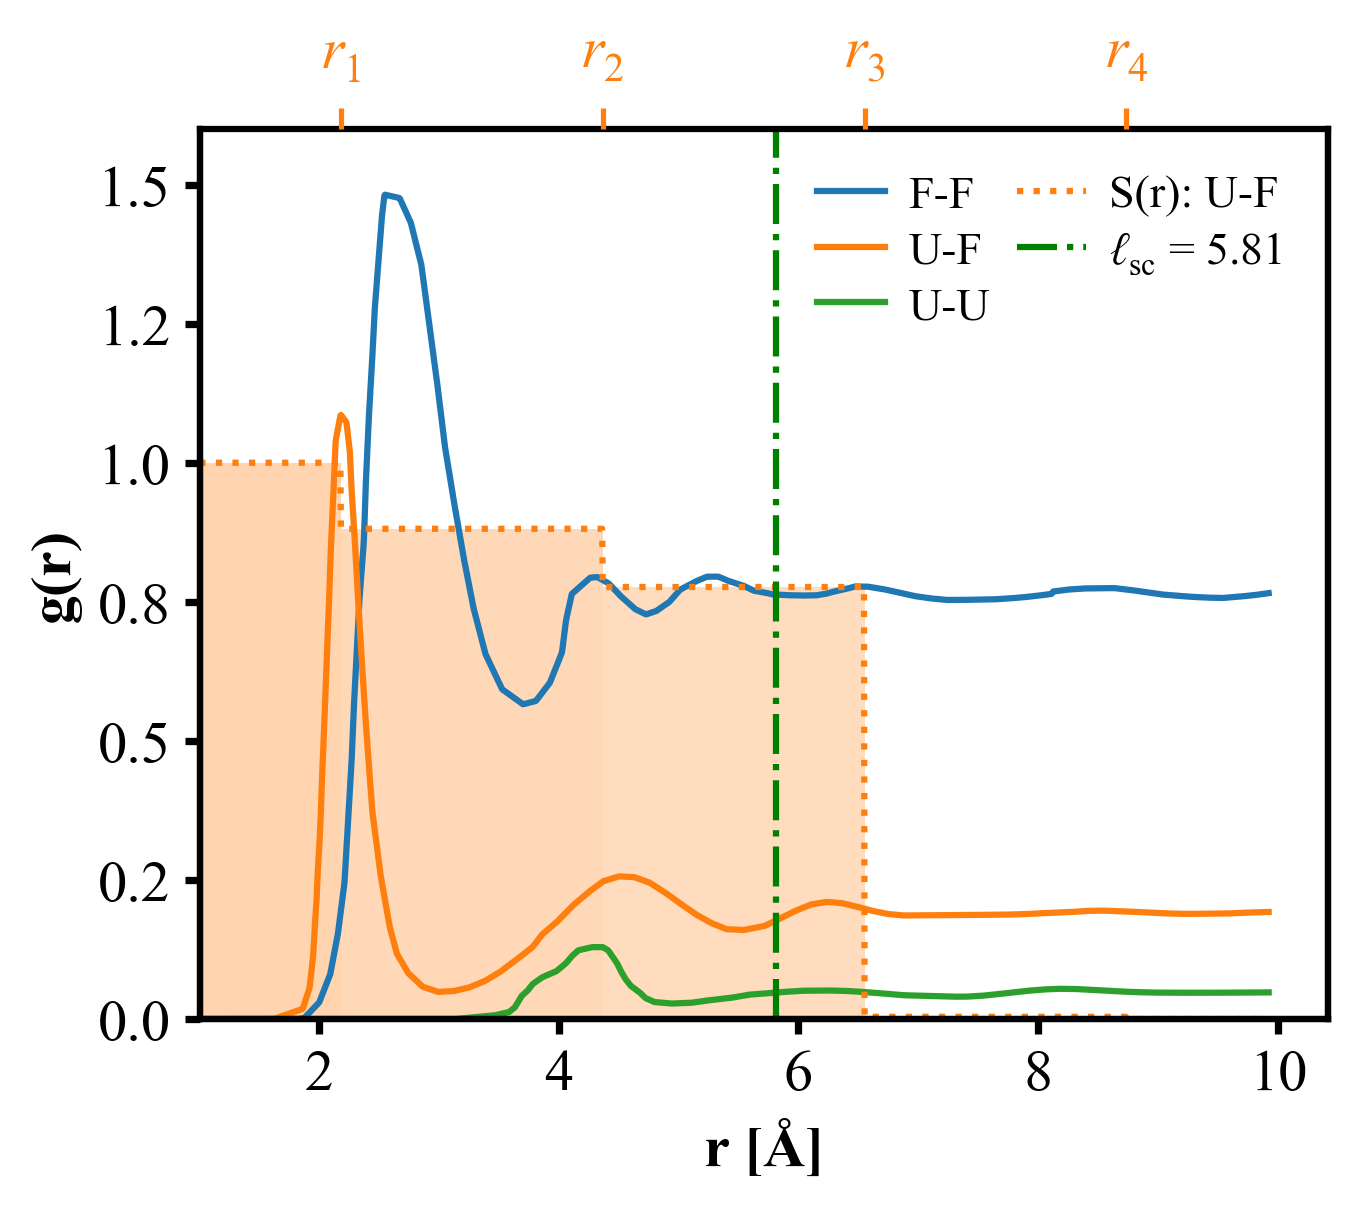 r₁ r₂ r₃ r₄
F-F
U-F
U-U
S(r): U-F
ℓsc = 5.81
1.5
1.2
1.0
0.8
0.5
0.2
0.0
g(r)
2 4 6 8 10
r [Å]